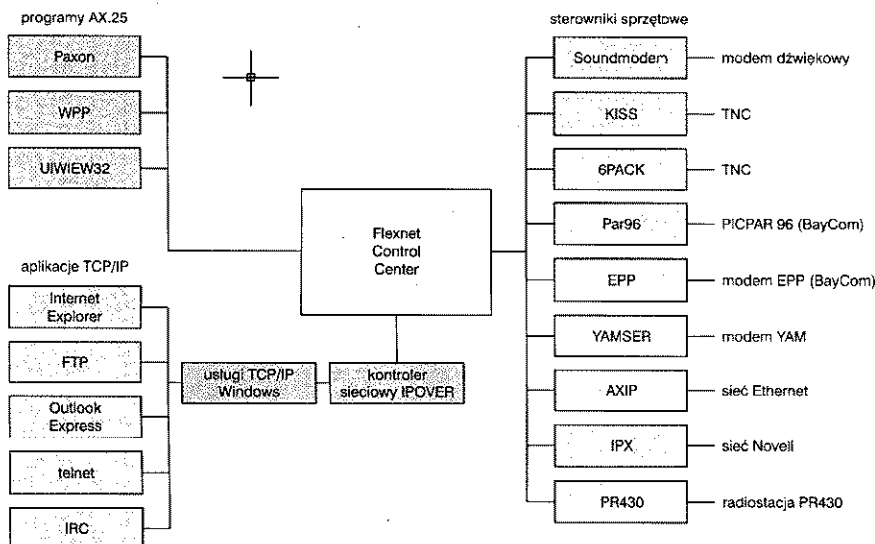 programy AX.25
Paxon
WPP
UIWIEW32
aplikacje TCP/IP
Internet
Explorer
FTP
Outlook
Express
telnet
IRC
usługi TCP/IP
Windows
kontroler
sieciowy IPOVER
Flexnet
Control
Center
sterowniki sprzętowe
Soundmodem
modem dźwiękowy
KISS
TNC
6PACK
TNC
Par96
PICPAR 96 (BayCom)
EPP
modem EPP (BayCom)
YAMSER
modem YAM
AXIP
sieć Ethernet
IPX
sieć Novell
PR430
radiostacja PR430